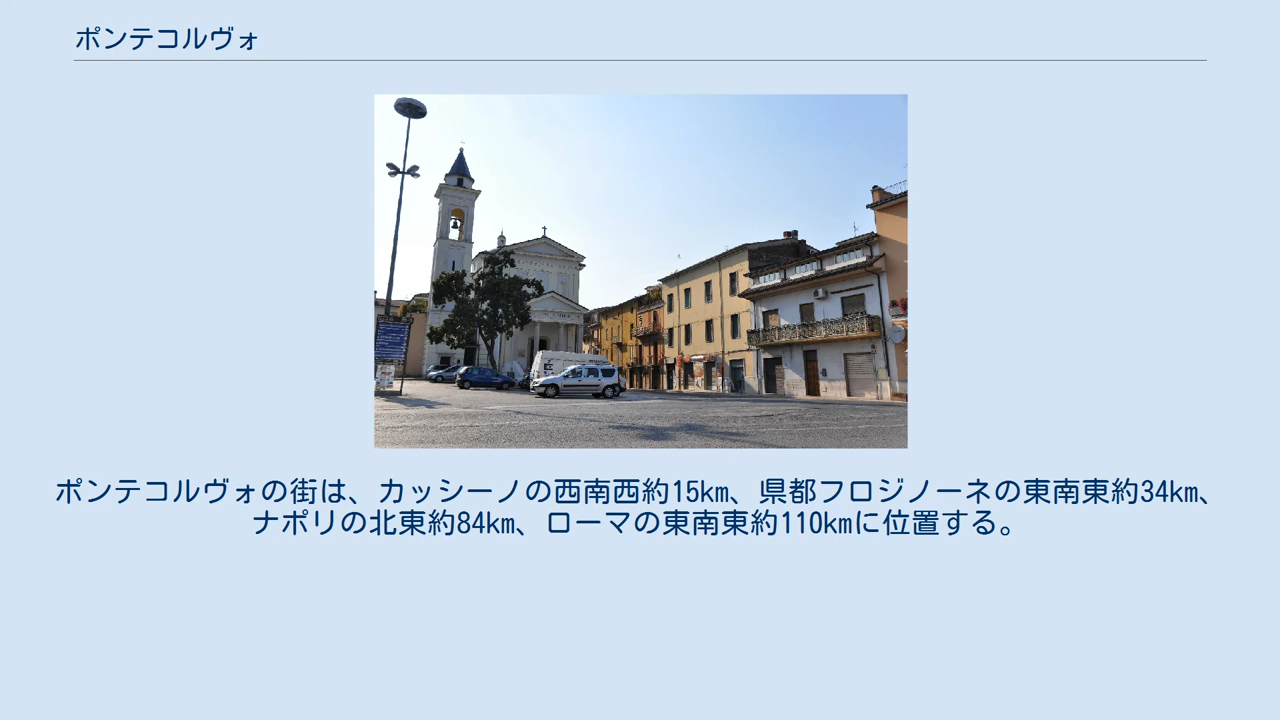 ポンテコルヴォ
ポンテコルヴォの街は、カッシーノの西南西約15km、県都フロジノーネの東南東約34km、
ナポリの北東約84km、ローマの東南東約110kmに位置する。